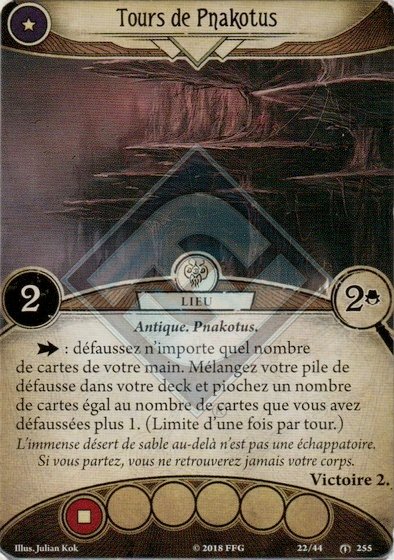 Tours de Pnakotus
2
2
LIEU
Antique. Pnakotus.
: défaussez n'importe quel nombre
de cartes de votre main. Mélangez votre pile de
défausse dans votre deck et piochez un nombre
de cartes égal au nombre de cartes que vous avez
défaussées plus 1. (Limite d'une fois par tour.)
L'immense désert de sable au-delà n'est pas une échappatoire.
Si vous partez, vous ne retrouverez jamais votre corps.
Victoire 2.
Illus. Julian Kok © 2018 FFG 22/44 255